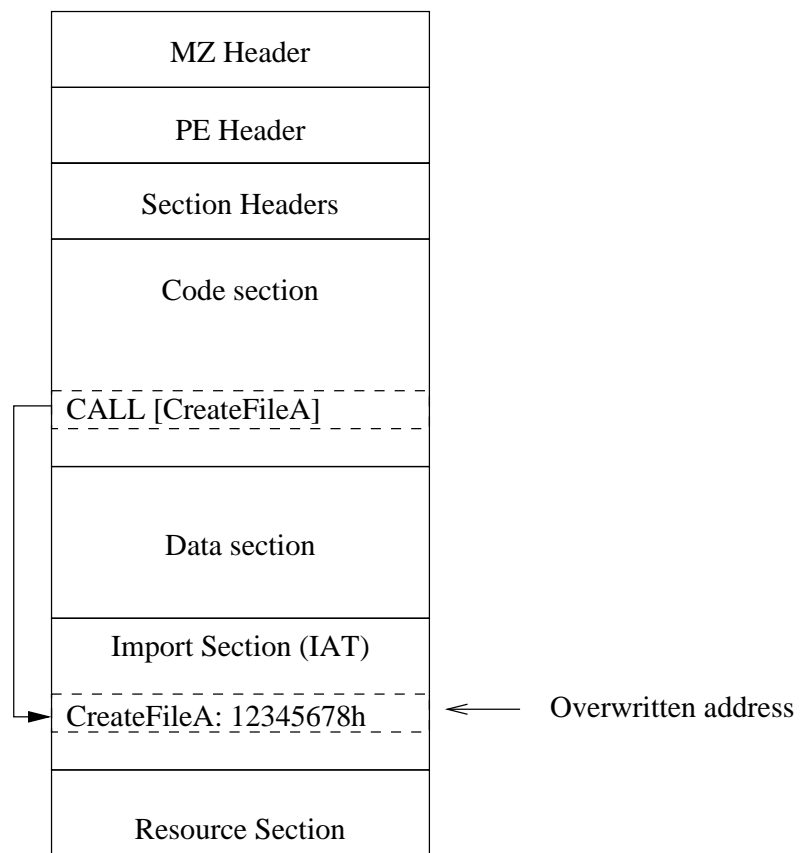 MZ Header
PE Header
Section Headers
Code section
CALL [CreateFileA]
Data section
Import Section (IAT)
CreateFileA: 12345678h
Overwritten address
Resource Section